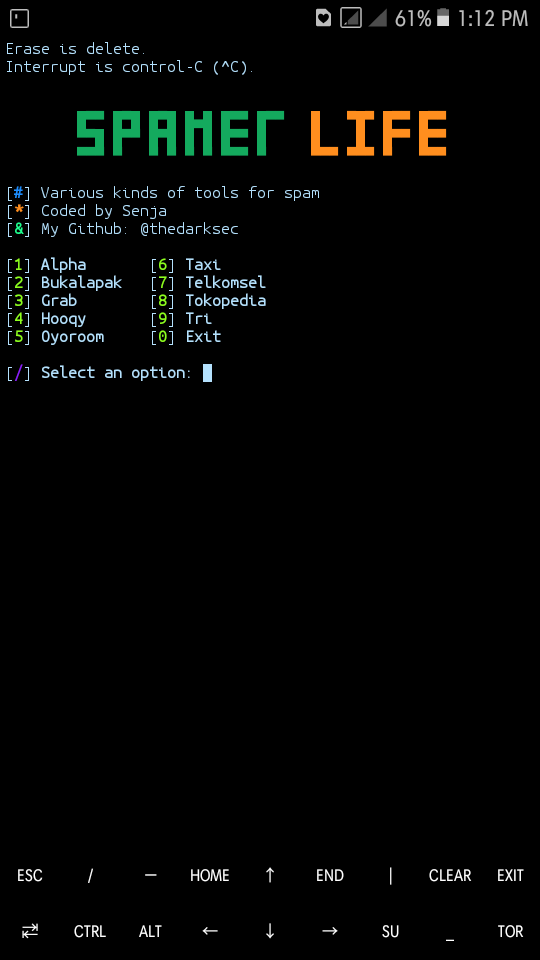 61% 1:12 PM
Erase is delete.
Interrupt is control-C (^C).
SPAMEr LIFE
[#] Various kinds of tools for spam
[*] Coded by Senja
[&] My Github: @thedarksec
[1] Alpha [6] Taxi
[2] Bukalapak [7] Telkomsel
[3] Grab [8] Tokopedia
[4] Hooqy [9] Tri
[5] Oyoroom [0] Exit
[/] Select an option:
ESC / — HOME ↑ END | CLEAR EXIT
⇄ CTRL ALT ← ↓ → SU _ TOR